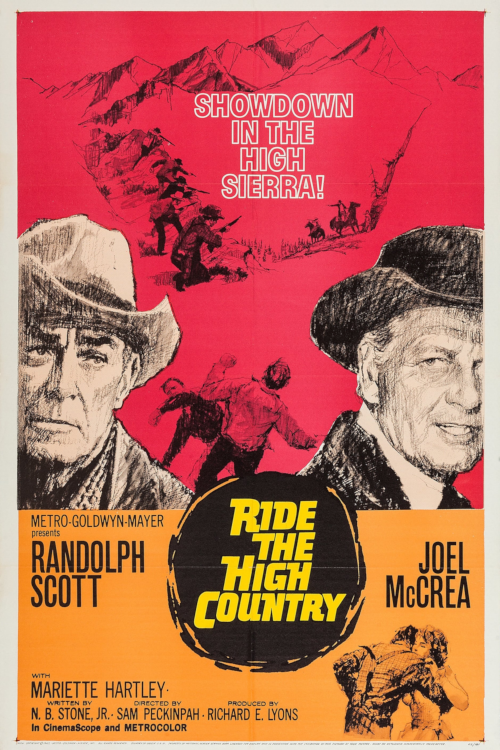 SHOWDOWN
IN THE
HIGH
SIERRA!
METRO-GOLDWYN-MAYER
presents
RANDOLPH
SCOTT
RIDE
THE
HIGH
COUNTRY
JOEL
McCREA
WITH
MARIETTE HARTLEY·
WRITTEN BY DIRECTED BY PRODUCED BY
N. B. STONE, JR.· SAM PECKINPAH · RICHARD E. LYONS
In CinemaScope and METROCOLOR